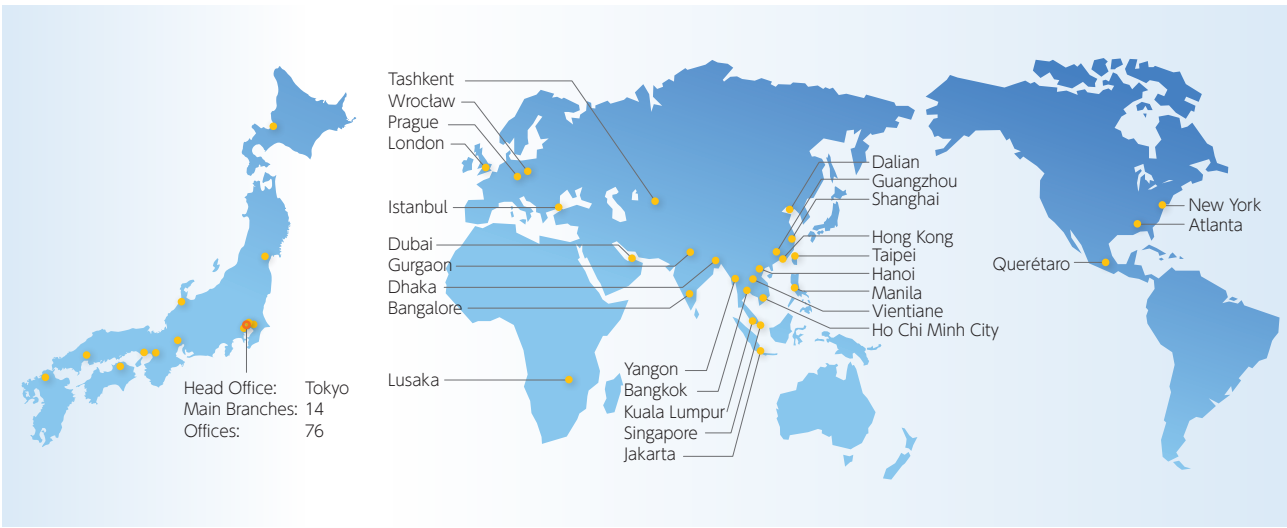 Tashkent
Wrocław
Prague
London
Istanbul
Dubai
Gurgaon
Dhaka
Bangalore
Lusaka
Head Office: Tokyo
Main Branches: 14
Offices: 76
Yangon
Bangkok
Kuala Lumpur
Singapore
Jakarta
Dalian
Guangzhou
Shanghai
Hong Kong
Taipei
Hanoi
Manila
Vientiane
Ho Chi Minh City
New York
Atlanta
Querétaro